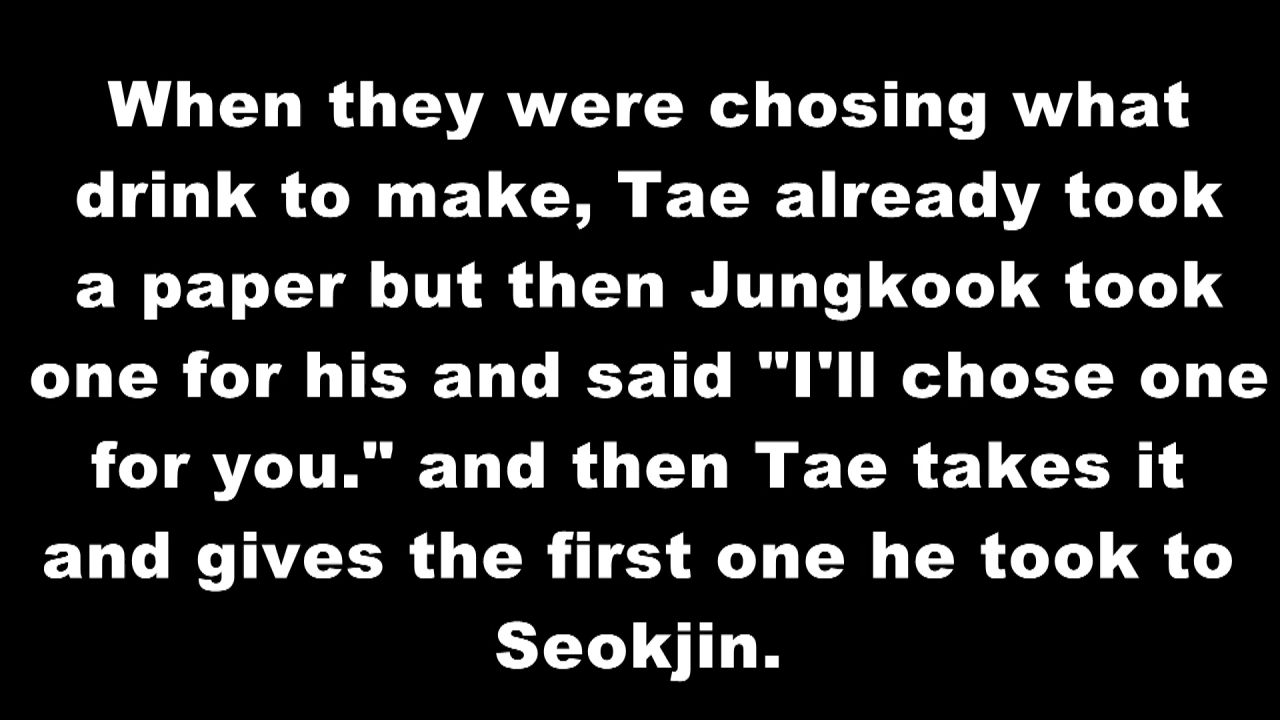 When they were chosing what
drink to make, Tae already took
a paper but then Jungkook took
one for his and said "I'll chose one
for you." and then Tae takes it
and gives the first one he took to
Seokjin.